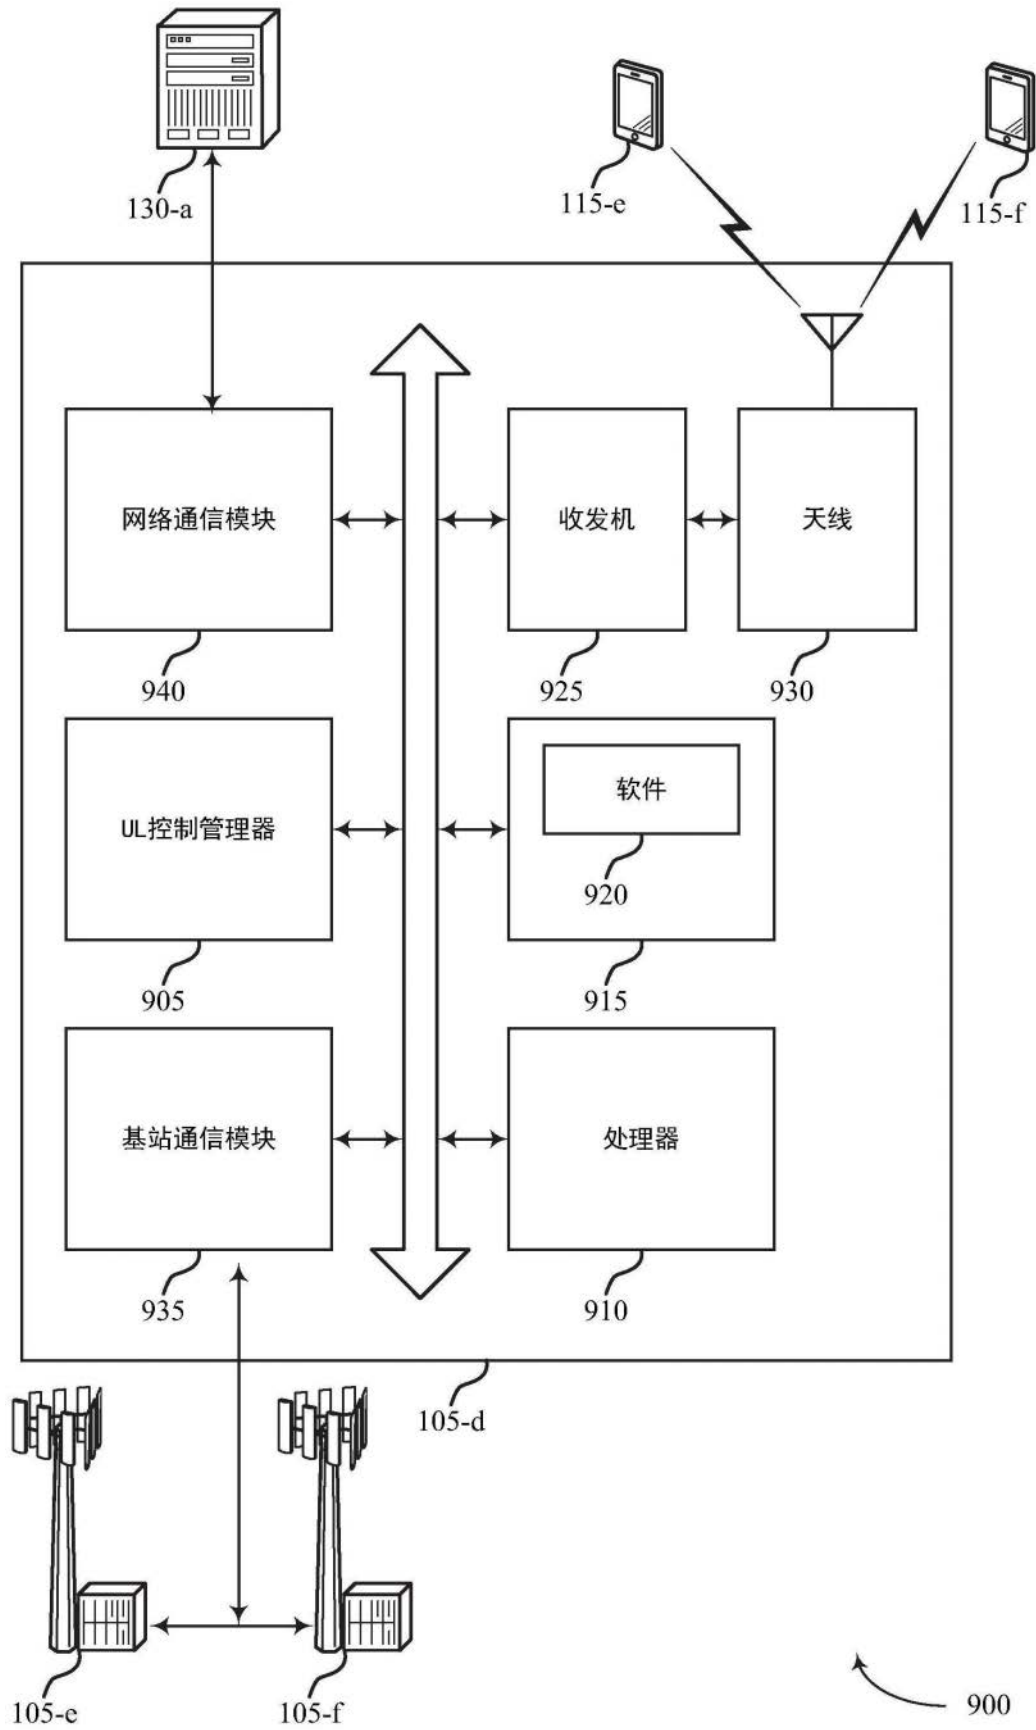 130-a
115-e
115-f
网络通信模块
收发机
天线
940
925
930
UL控制管理器
软件
920
905
915
基站通信模块
处理器
935
910
105-d
105-e
105-f
900